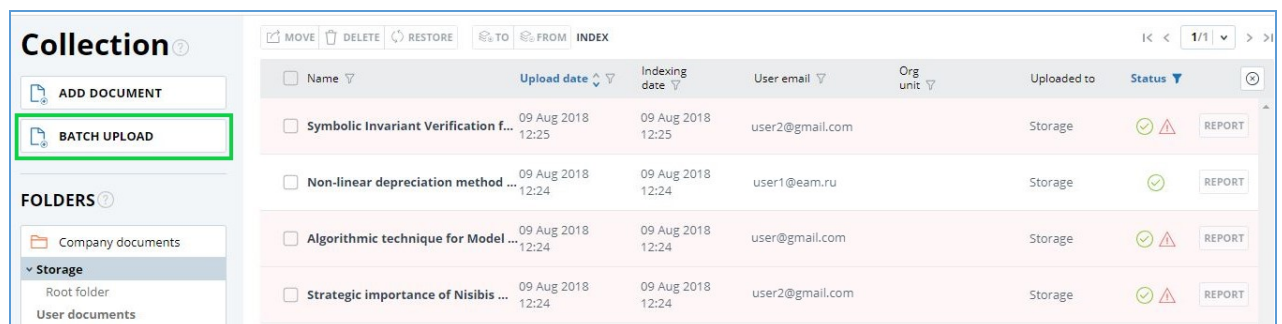 Collection ?
ADD DOCUMENT
BATCH UPLOAD
FOLDERS ?
Company documents
Storage
Root folder
User documents
MOVE DELETE RESTORE TO FROM INDEX 1/1
Name Upload date Indexing date User email Org unit Uploaded to Status
Symbolic Invariant Verification f... 09 Aug 2018 12:25 09 Aug 2018 12:25 user2@gmail.com Storage REPORT
Non-linear depreciation method ... 09 Aug 2018 12:24 09 Aug 2018 12:24 user1@eam.ru Storage REPORT
Algorithmic technique for Model ... 09 Aug 2018 12:24 09 Aug 2018 12:24 user@gmail.com Storage REPORT
Strategic importance of Nisibis ... 09 Aug 2018 12:24 09 Aug 2018 12:24 user2@gmail.com Storage REPORT